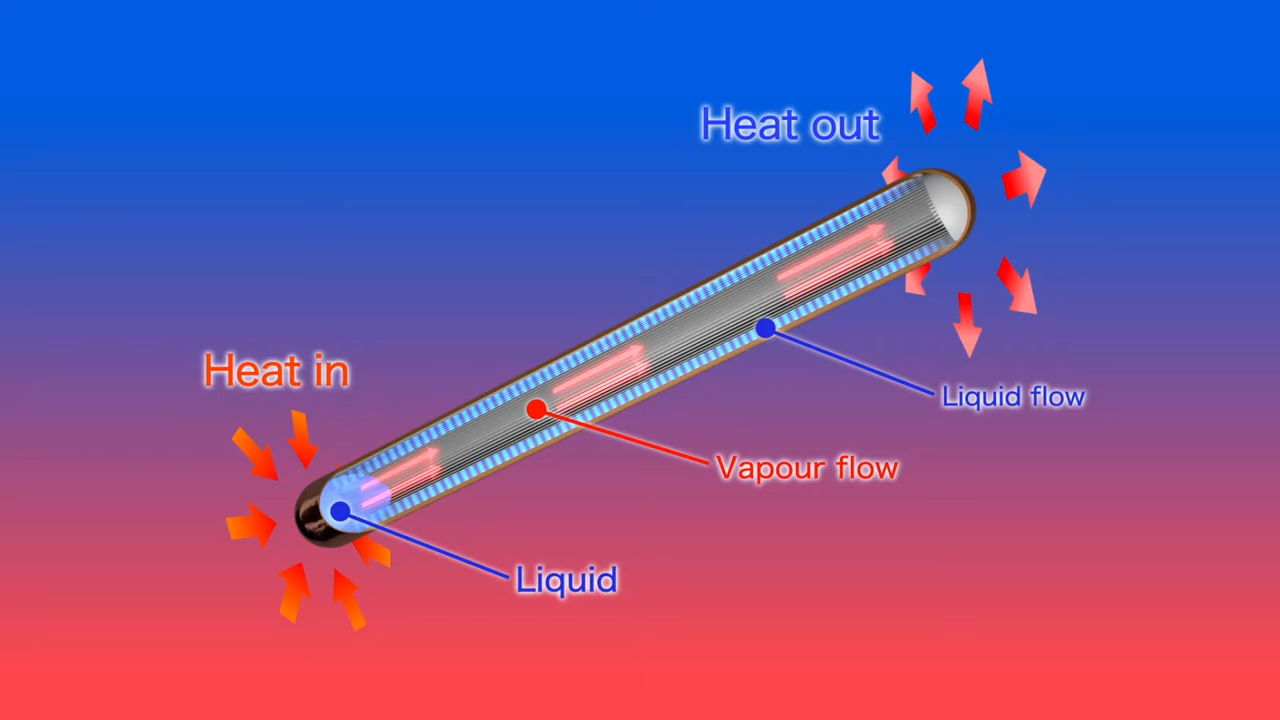 Heat out
Heat in
Liquid flow
Vapour flow
Liquid